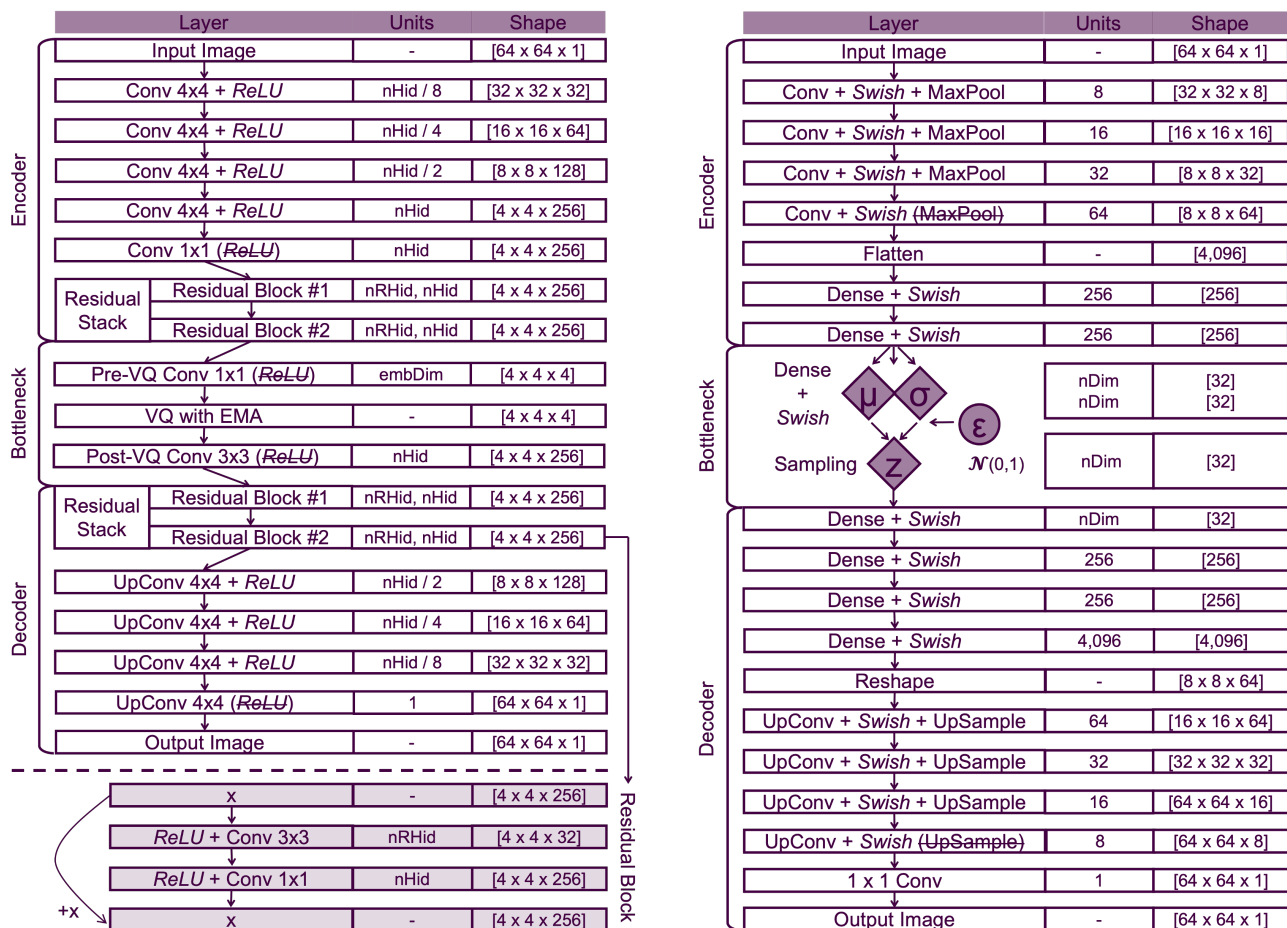 Layer Units Shape
Input Image - [64 x 64 x 1]
Conv 4x4 + ReLU nHid / 8 [32 x 32 x 32]
Conv 4x4 + ReLU nHid / 4 [16 x 16 x 64]
Conv 4x4 + ReLU nHid / 2 [8 x 8 x 128]
Conv 4x4 + ReLU nHid [4 x 4 x 256]
Conv 1x1 (ReLU) nHid [4 x 4 x 256]
Encoder
Residual Stack
Residual Block #1 nRHid, nHid [4 x 4 x 256]
Residual Block #2 nRHid, nHid [4 x 4 x 256]
Bottleneck
Pre-VQ Conv 1x1 (ReLU) embDim [4 x 4 x 4]
VQ with EMA - [4 x 4 x 4]
Post-VQ Conv 3x3 (ReLU) nHid [4 x 4 x 256]
Decoder
Residual Stack
Residual Block #1 nRHid, nHid [4 x 4 x 256]
Residual Block #2 nRHid, nHid [4 x 4 x 256]
UpConv 4x4 + ReLU nHid / 2 [8 x 8 x 128]
UpConv 4x4 + ReLU nHid / 4 [16 x 16 x 64]
UpConv 4x4 + ReLU nHid / 8 [32 x 32 x 32]
UpConv 4x4 (ReLU) 1 [64 x 64 x 1]
Output Image - [64 x 64 x 1]
x - [4 x 4 x 256]
ReLU + Conv 3x3 nRHid [4 x 4 x 32]
ReLU + Conv 1x1 nHid [4 x 4 x 256]
+x
x - [4 x 4 x 256]
Residual Block
Layer Units Shape
Input Image - [64 x 64 x 1]
Encoder
Conv + Swish + MaxPool 8 [32 x 32 x 8]
Conv + Swish + MaxPool 16 [16 x 16 x 16]
Conv + Swish + MaxPool 32 [8 x 8 x 32]
Conv + Swish (MaxPool) 64 [8 x 8 x 64]
Flatten - [4,096]
Dense + Swish 256 [256]
Dense + Swish 256 [256]
Bottleneck
Dense
+
Swish
μ σ
nDim [32]
nDim [32]
ε
𝒩(0,1)
Sampling z nDim [32]
Decoder
Dense + Swish nDim [32]
Dense + Swish 256 [256]
Dense + Swish 256 [256]
Dense + Swish 4,096 [4,096]
Reshape - [8 x 8 x 64]
UpConv + Swish + UpSample 64 [16 x 16 x 64]
UpConv + Swish + UpSample 32 [32 x 32 x 32]
UpConv + Swish + UpSample 16 [64 x 64 x 16]
UpConv + Swish (UpSample) 8 [64 x 64 x 8]
1 x 1 Conv 1 [64 x 64 x 1]
Output Image - [64 x 64 x 1]